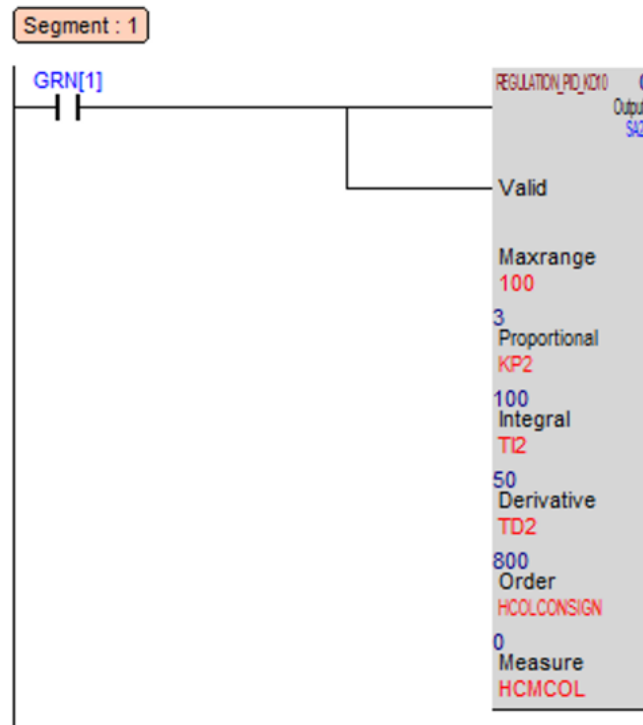 Segment : 1
GRN[1]
REGULATION_PID_KD10
Valid
Maxrange
100
3
Proportional
KP2
100
Integral
TI2
50
Derivative
TD2
800
Order
HCOLCONSIGN
0
Measure
HCMCOL